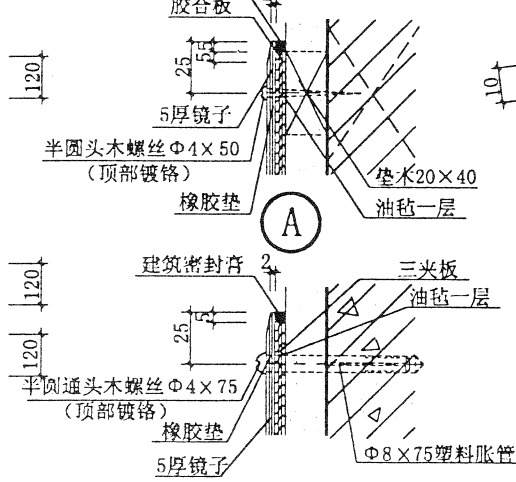 胶合板
120
25
5
5
10
5厚镜子
半圆头木螺丝Φ4×50
（顶部镀铬）
橡胶垫
垫木20×40
油毡一层
A
建筑密封膏
2
三夹板
油毡一层
120
120
25
5
半圆通头木螺丝Φ4×75
（顶部镀铬）
橡胶垫
5厚镜子
Φ8×75塑料胀管